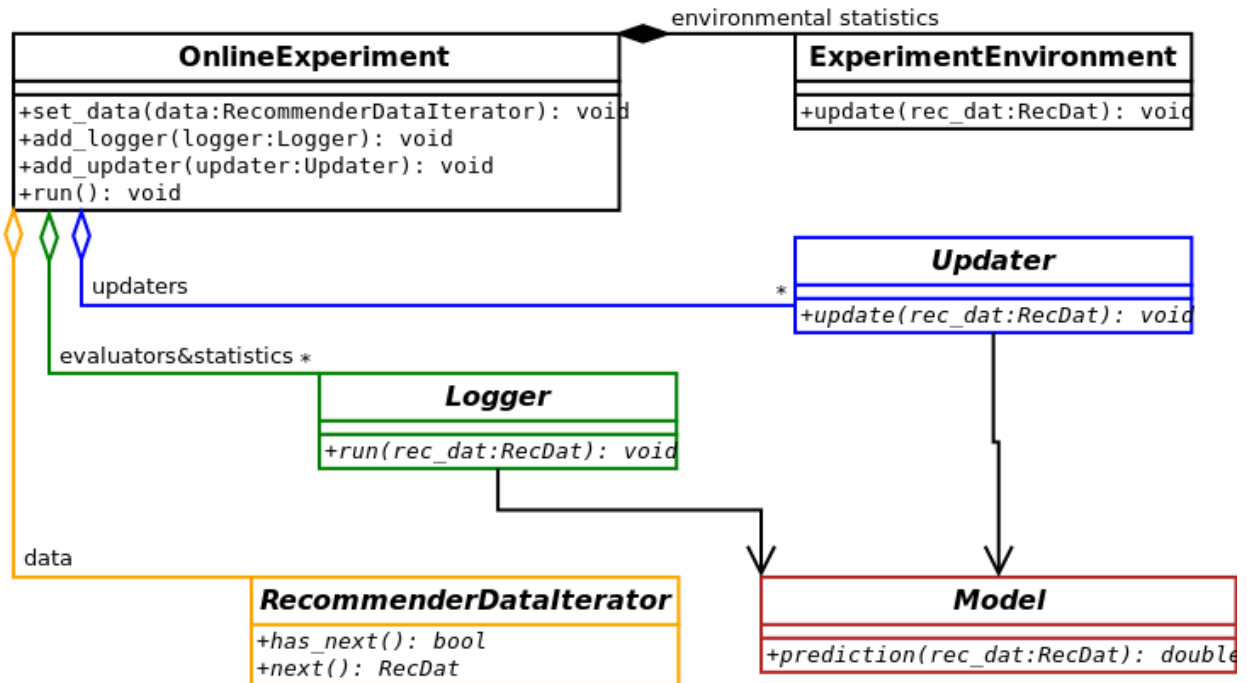 environmental statistics
OnlineExperiment
+set_data(data:RecommenderDataIterator): void
+add_logger(logger:Logger): void
+add_updater(updater:Updater): void
+run(): void
ExperimentEnvironment
+update(rec_dat:RecDat): void
updaters
*
Updater
+update(rec_dat:RecDat): void
evaluators&statistics *
Logger
+run(rec_dat:RecDat): void
data
RecommenderDataIterator
+has_next(): bool
+next(): RecDat
Model
+prediction(rec_dat:RecDat): double